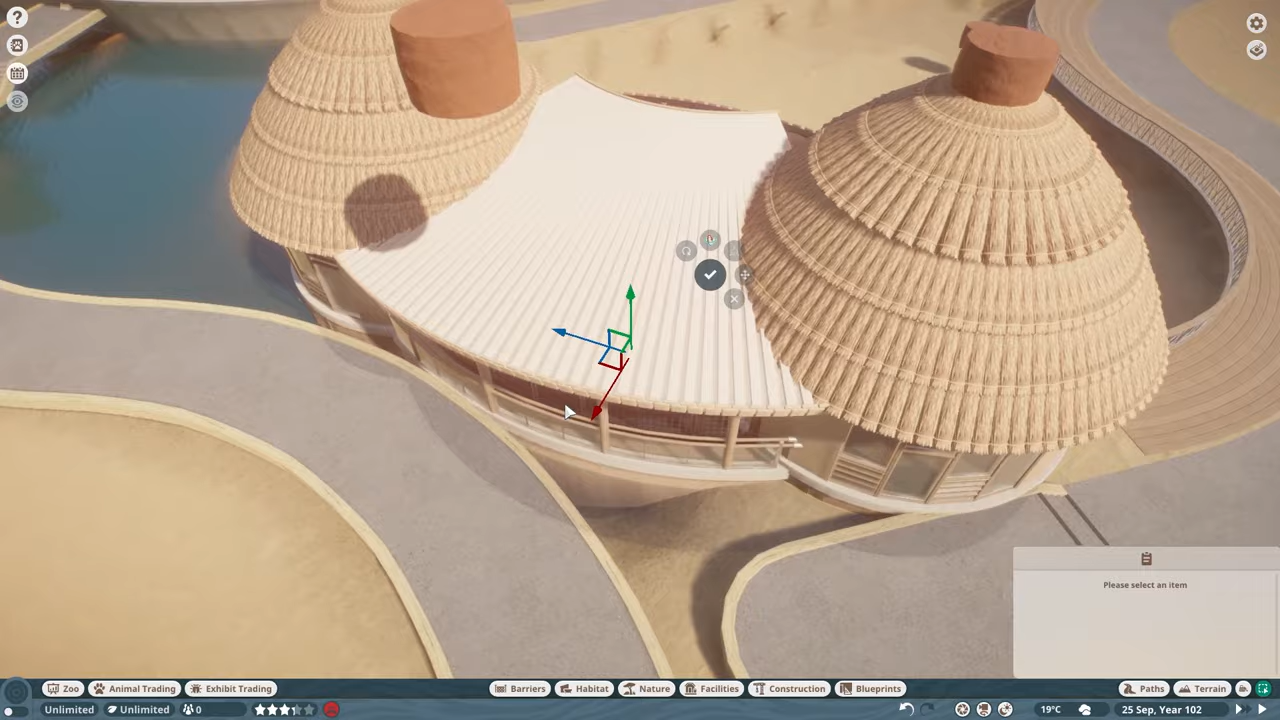 ?
Please select an item
Zoo
Animal Trading
Exhibit Trading
Barriers
Habitat
Nature
Facilities
Construction
Blueprints
Paths
Terrain
Unlimited
Unlimited
0
19°C
25 Sep, Year 102